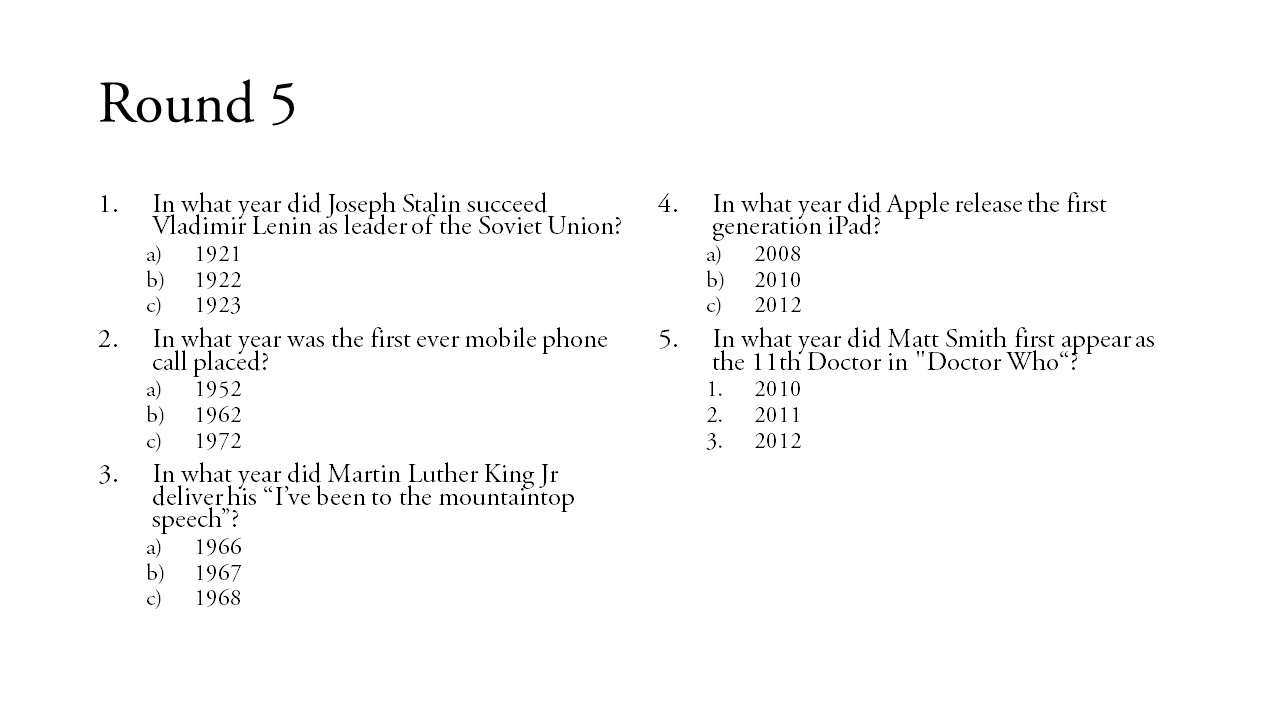 Round 5
1. In what year did Joseph Stalin succeed
Vladimir Lenin as leader of the Soviet Union?
a) 1921
b) 1922
c) 1923
2. In what year was the first ever mobile phone
call placed?
a) 1952
b) 1962
c) 1972
3. In what year did Martin Luther King Jr
deliver his “I’ve been to the mountaintop
speech”?
a) 1966
b) 1967
c) 1968
4. In what year did Apple release the first
generation iPad?
a) 2008
b) 2010
c) 2012
5. In what year did Matt Smith first appear as
the 11th Doctor in "Doctor Who“?
1. 2010
2. 2011
3. 2012